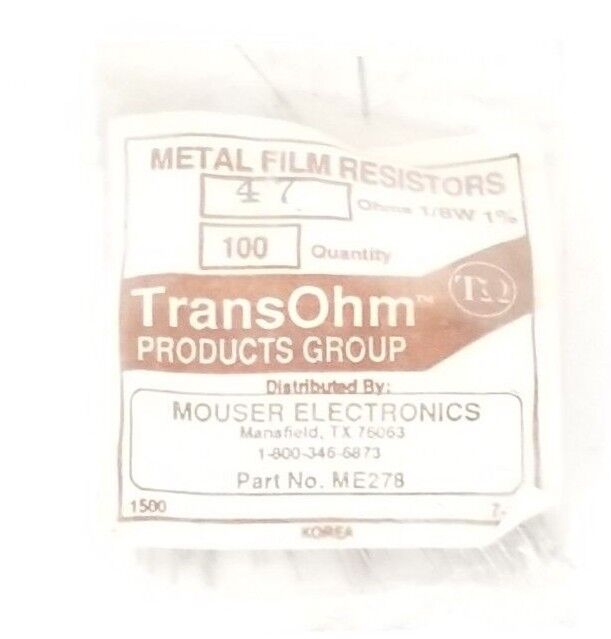 METAL FILM RESISTORS
47 Ohms 1/8W 1%
100 Quantity
TransOhm™ TΩ
PRODUCTS GROUP
Distributed By:
MOUSER ELECTRONICS
Mansfield, TX 76063
1-800-346-6873
Part No. ME278
1500
KOREA